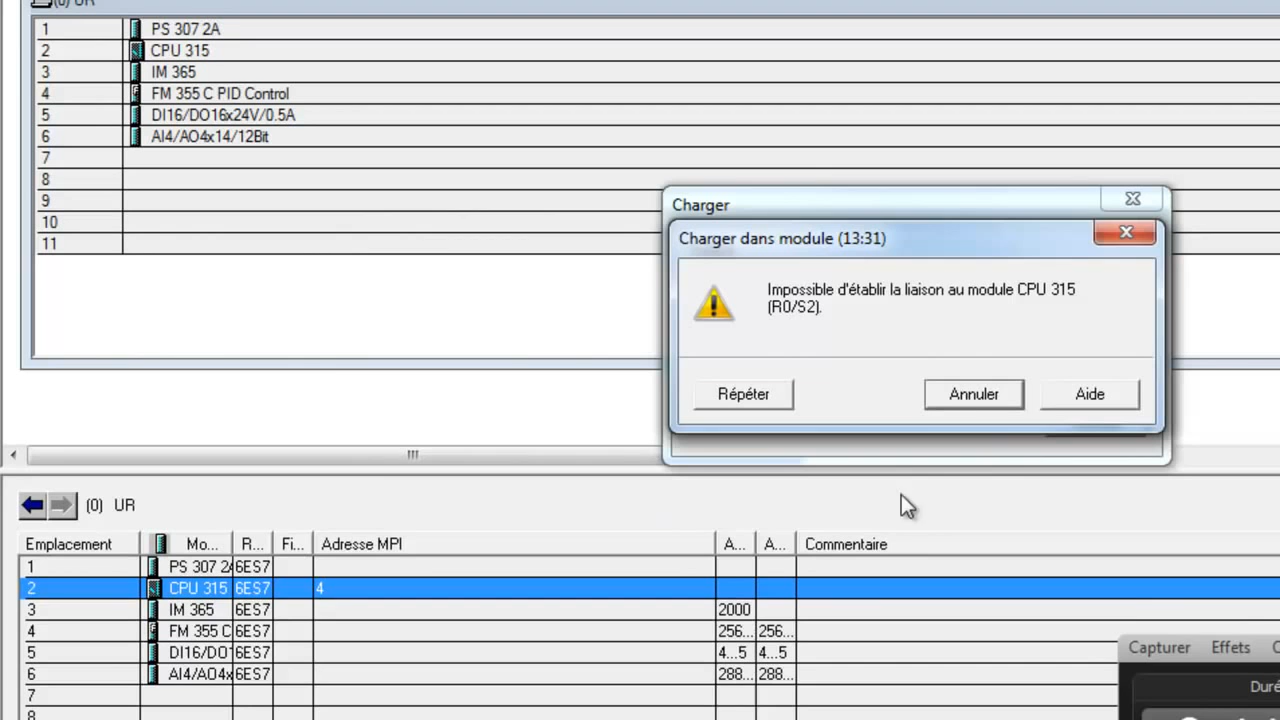 (0) UR
1 PS 307 2A
2 CPU 315
3 IM 365
4 FM 355 C PID Control
5 DI16/DO16x24V/0.5A
6 AI4/AO4x14/12Bit
7
8
9
10
11
Charger
Charger dans module (13:31)
Impossible d'établir la liaison au module CPU 315
(R0/S2).
Répéter Annuler Aide
(0) UR
Emplacement Mo... R... Fi... Adresse MPI A... A... Commentaire
1 PS 307 2A 6ES7
2 CPU 315 6ES7 4
3 IM 365 6ES7 2000
4 FM 355 C 6ES7 256... 256...
5 DI16/DO1 6ES7 4...5 4...5
6 AI4/AO4x 6ES7 288... 288...
7
8
Capturer Effets
Duré